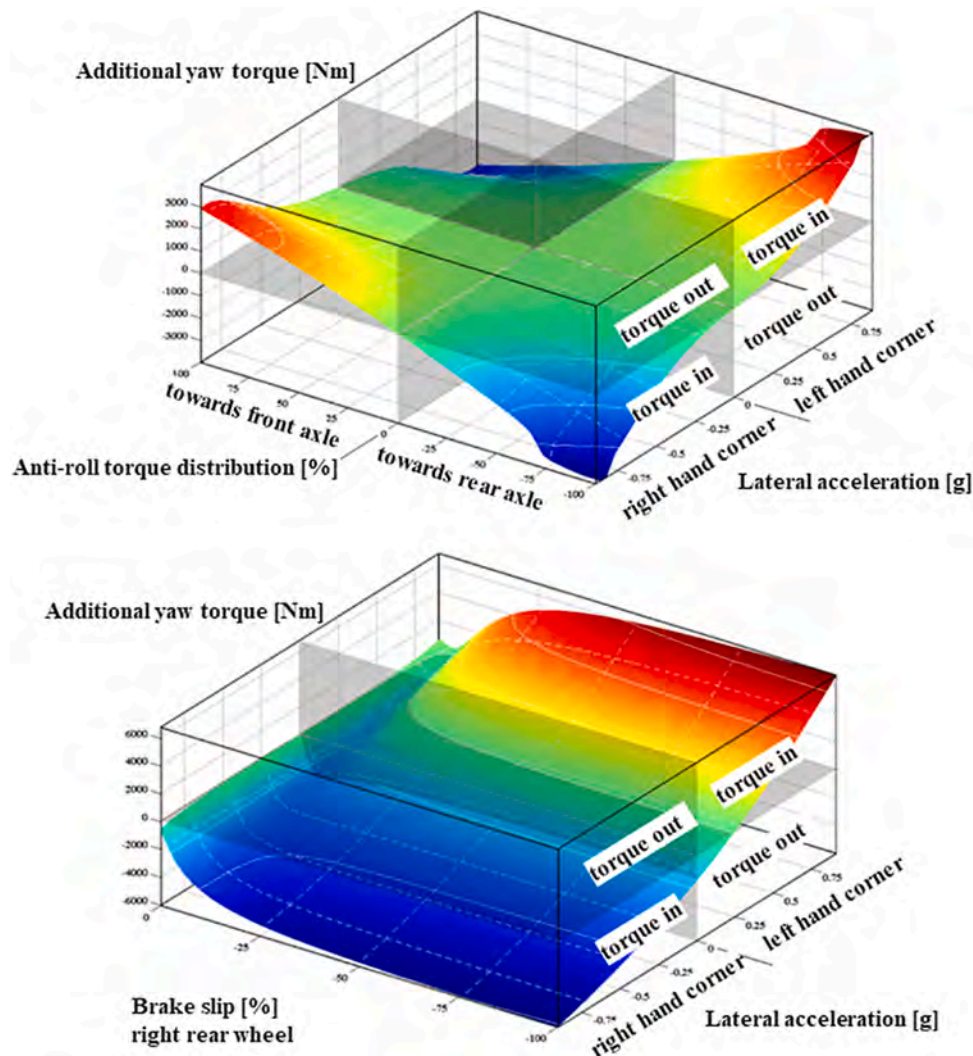 Additional yaw torque [Nm]
3000
2000
1000
0
-1000
-2000
-3000
100
75
50
25
0
-25
-50
-75
-100
towards front axle
towards rear axle
Anti-roll torque distribution [%]
torque in
torque out
torque out
torque in
0.75
0.5
0.25
0
-0.25
-0.5
-0.75
left hand corner
right hand corner
Lateral acceleration [g]
Additional yaw torque [Nm]
6000
4000
2000
0
-2000
-4000
-6000
0
-25
-50
-75
-100
Brake slip [%]
right rear wheel
torque in
torque out
torque out
torque in
0.75
0.5
0.25
0
-0.25
-0.5
-0.75
left hand corner
right hand corner
Lateral acceleration [g]